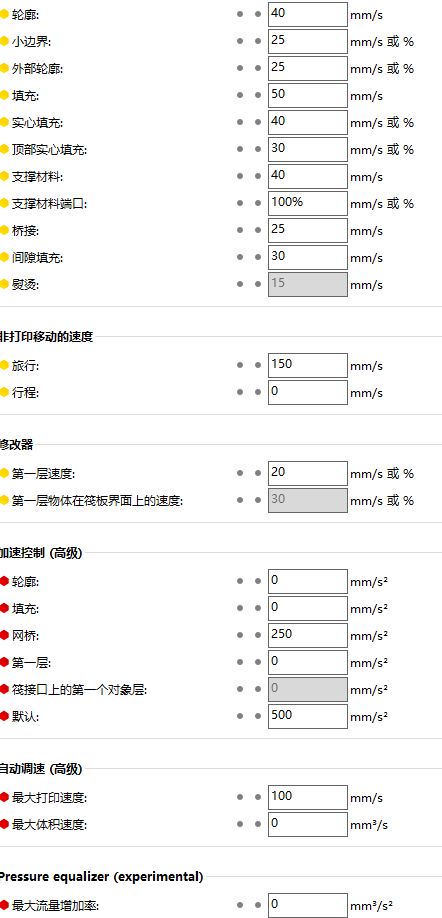 轮廓: 40 mm/s
小边界: 25 mm/s 或 %
外部轮廓: 25 mm/s 或 %
填充: 50 mm/s
实心填充: 40 mm/s 或 %
顶部实心填充: 30 mm/s 或 %
支撑材料: 40 mm/s
支撑材料端口: 100% mm/s 或 %
桥接: 25 mm/s
间隙填充: 30 mm/s
熨烫: 15 mm/s
非打印移动的速度
旅行: 150 mm/s
行程: 0 mm/s
修改器
第一层速度: 20 mm/s 或 %
第一层物体在筏板界面上的速度: 30 mm/s 或 %
加速控制 (高级)
轮廓: 0 mm/s²
填充: 0 mm/s²
网桥: 250 mm/s²
第一层: 0 mm/s²
筏接口上的第一个对象层: 0 mm/s²
默认: 500 mm/s²
自动调速 (高级)
最大打印速度: 100 mm/s
最大体积速度: 0 mm³/s
Pressure equalizer (experimental)
最大流量增加率: 0 mm³/s²